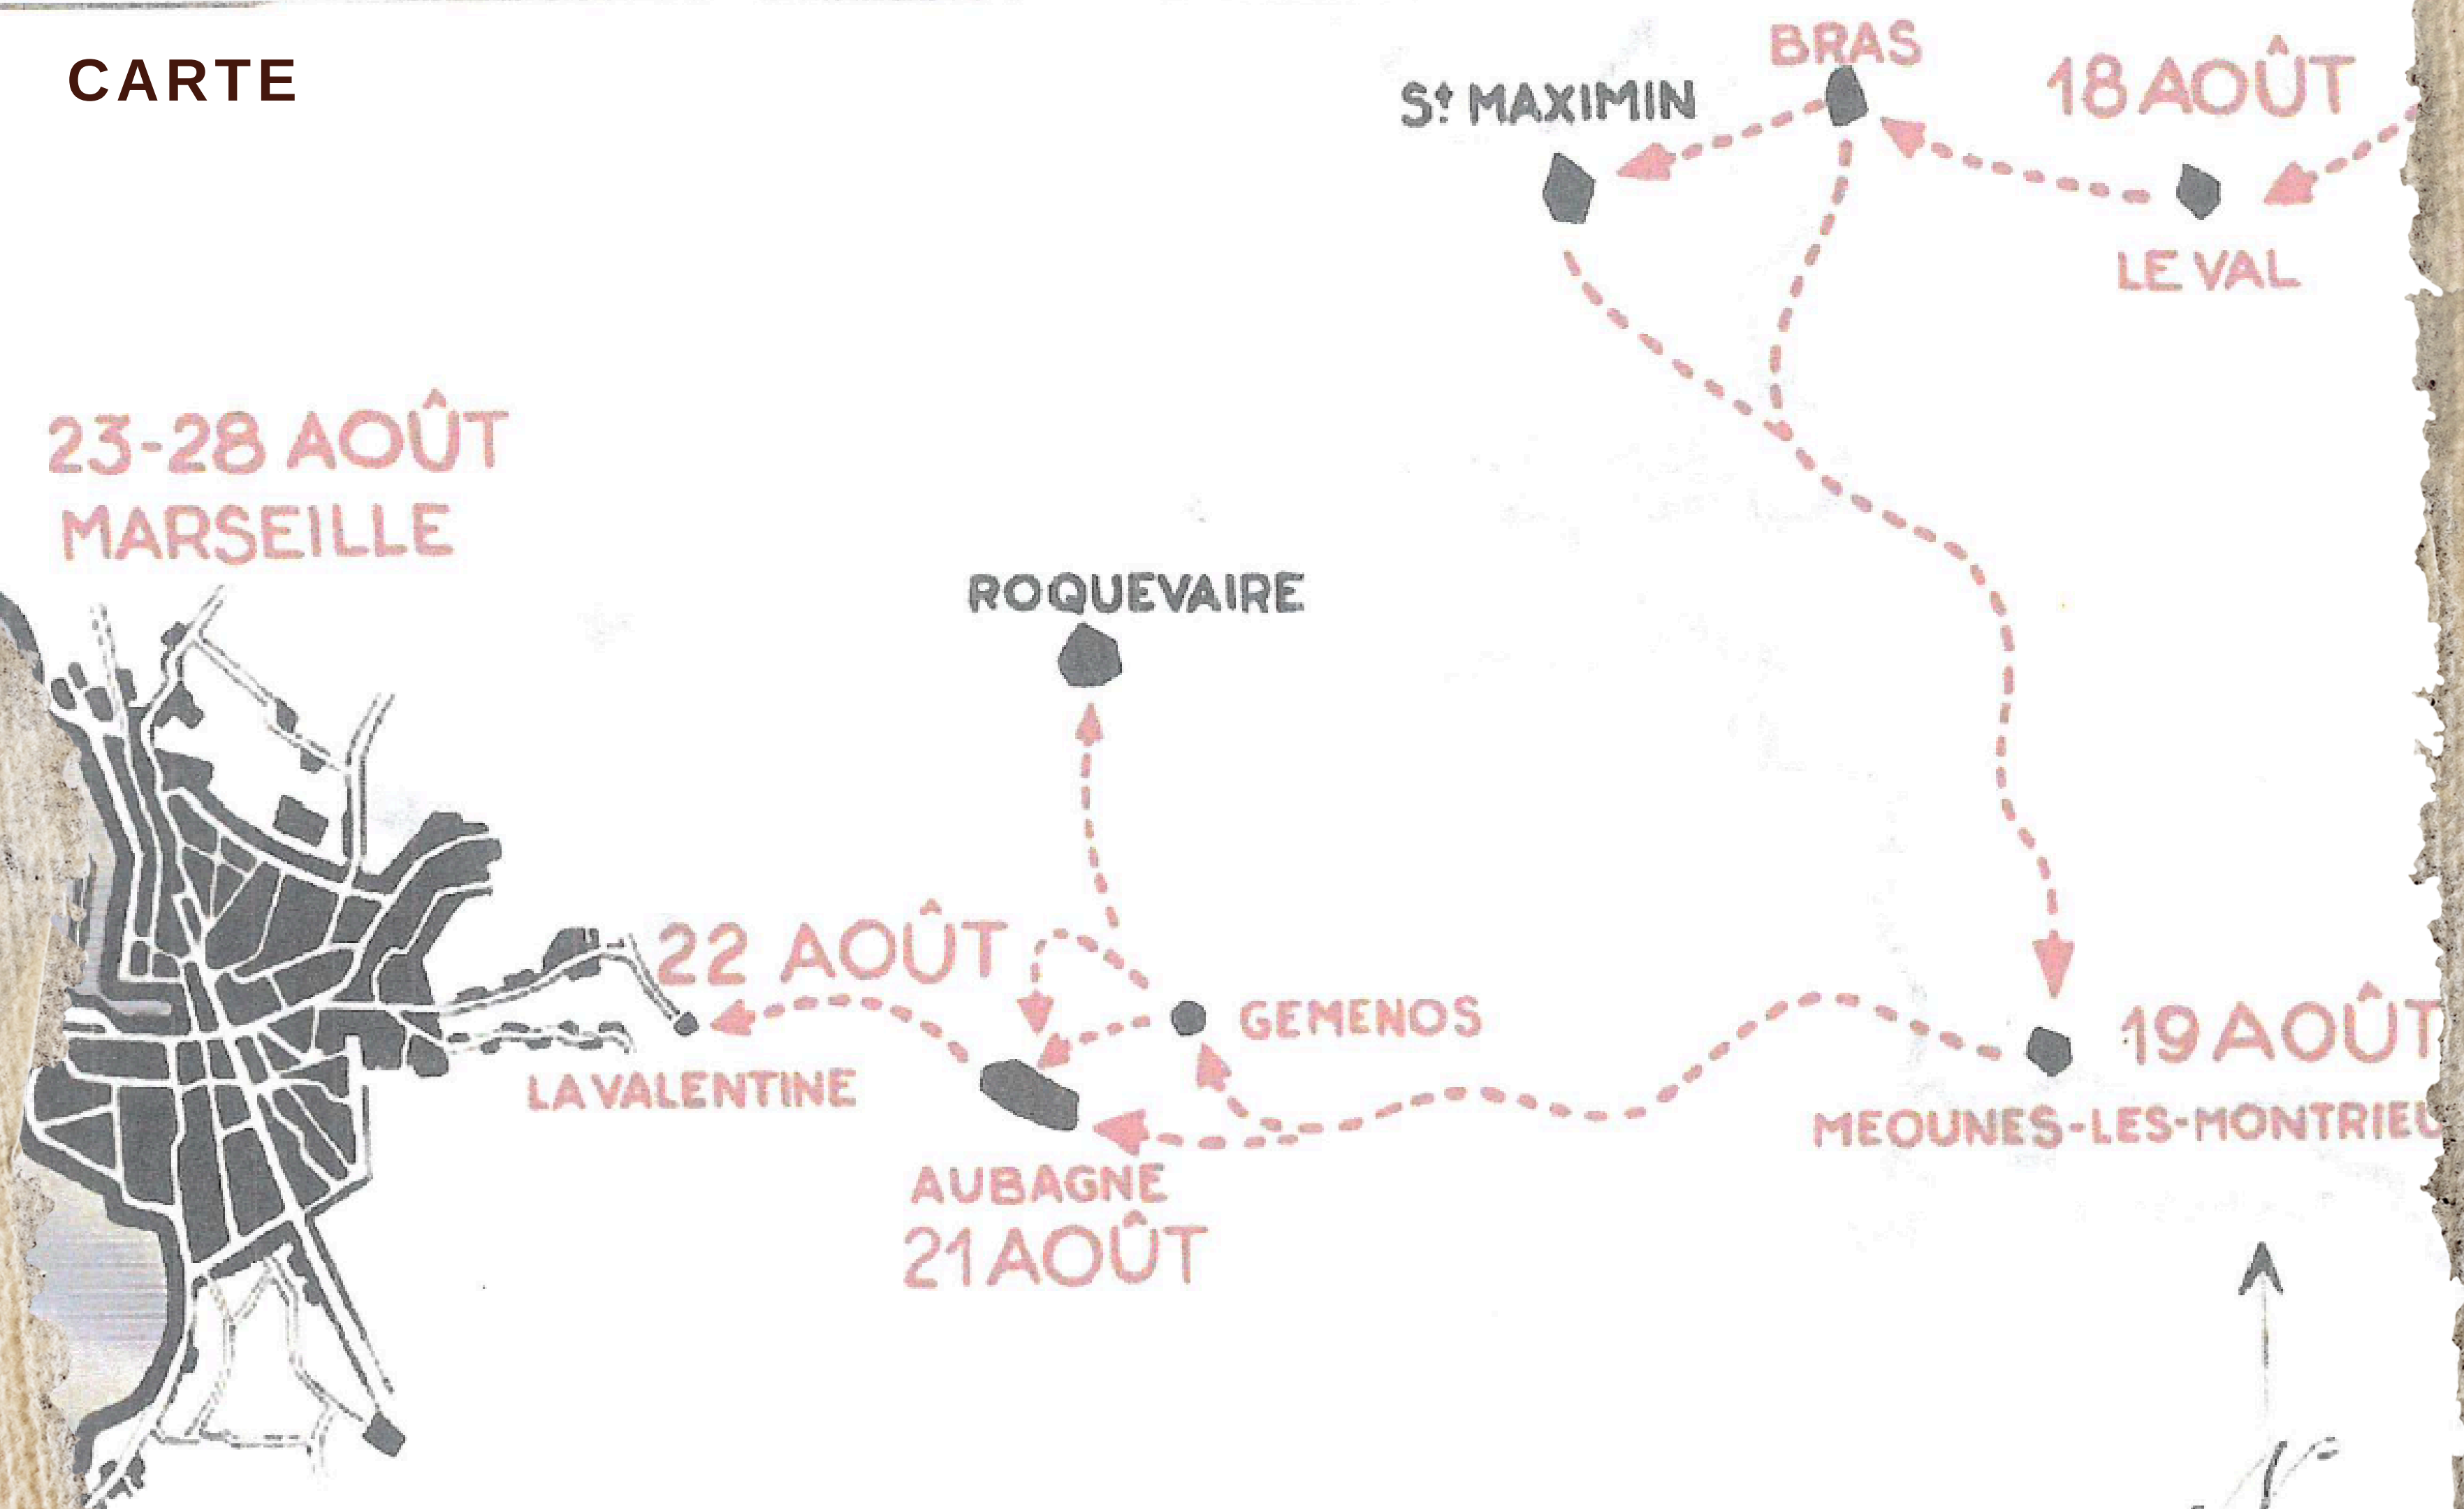 CARTE
BRAS
St MAXIMIN
18 AOÛT
LE VAL
23-28 AOÛT
MARSEILLE
ROQUEVAIRE
22 AOÛT
GEMENOS
19 AOÛT
LA VALENTINE
MEOUNES-LES-MONTRIEU
AUBAGNE
21 AOÛT
N